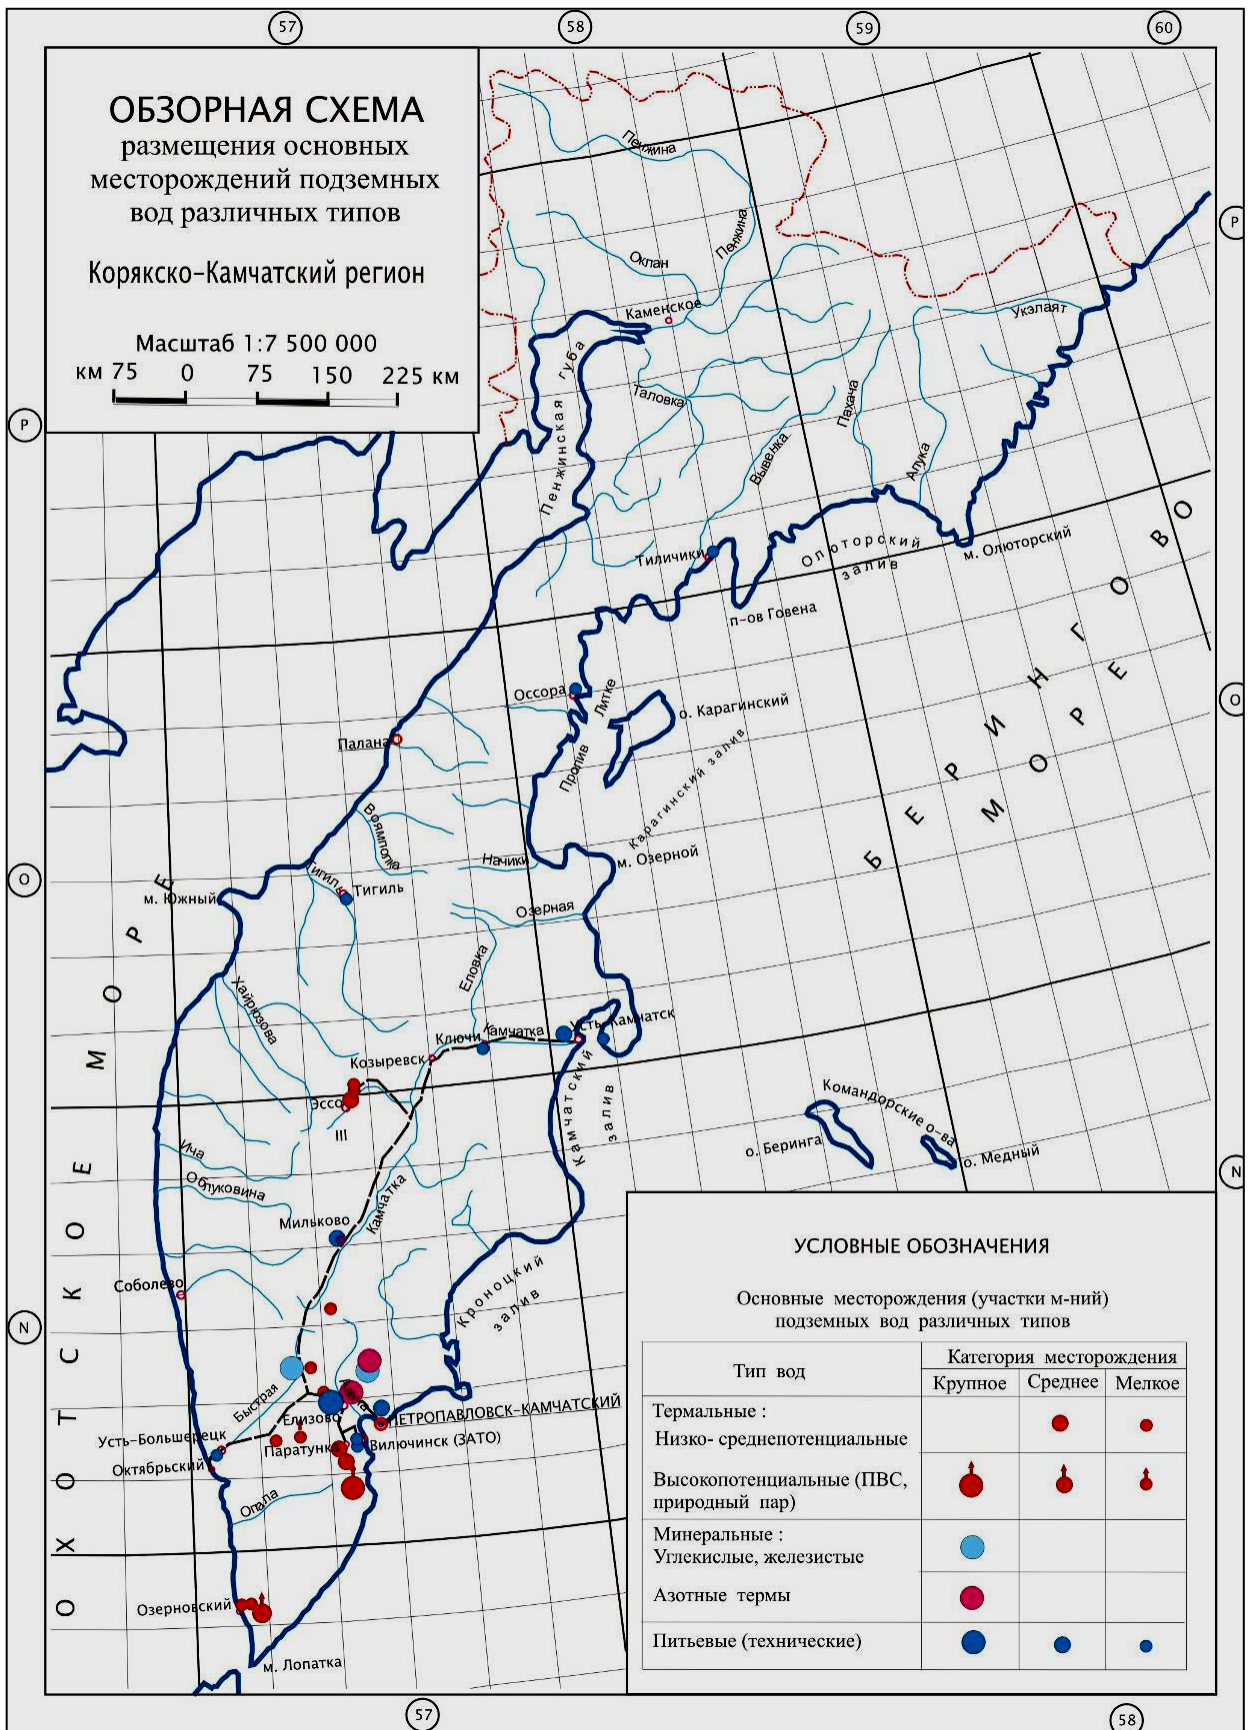 57
58
59
60
ОБЗОРНАЯ СХЕМА
размещения основных
месторождений подземных
вод различных типов
Корякско-Камчатский регион
Масштаб 1:7 500 000
км 75 0 75 150 225 км
Р
Р
О
О
N
N
57
58
Пенжина
Пенжина
Оклан
Каменское
Укэлаят
Пенжинская губа
Таловка
Пахача
Вывенка
Апука
Тиличики
Олюторский
залив
м. Олюторский
п-ов Говена
БЕРИНГОВО
МОРЕ
Оссора
Пролив Литке
о. Карагинский
Карагинский залив
Палана
Воямполка
Начики
м. Озерной
Тигиль
Тигиль
м. Южный
Озерная
Еловка
Хайрюзова
Ключи
Камчатка
Усть-Камчатск
Козыревск
Эссо
III
Камчатский
залив
Командорские о-ва
о. Беринга
о. Медный
Ича
Облуковина
Камчатка
Мильково
Соболево
Кроноцкий
залив
Быстрая
Елизово
ПЕТРОПАВЛОВСК-КАМЧАТСКИЙ
Усть-Большерецк
Паратунка
Вилючинск (ЗАТО)
Октябрьский
Опала
Озерновский
м. Лопатка
ОХОТСКОЕ МОРЕ
УСЛОВНЫЕ ОБОЗНАЧЕНИЯ
Основные месторождения (участки м-ний)
подземных вод различных типов
Тип вод
Категория месторождения
Крупное Среднее Мелкое
Термальные :
Низко- среднепотенциальные
Высокопотенциальные (ПВС,
природный пар)
Минеральные :
Углекислые, железистые
Азотные термы
Питьевые (технические)